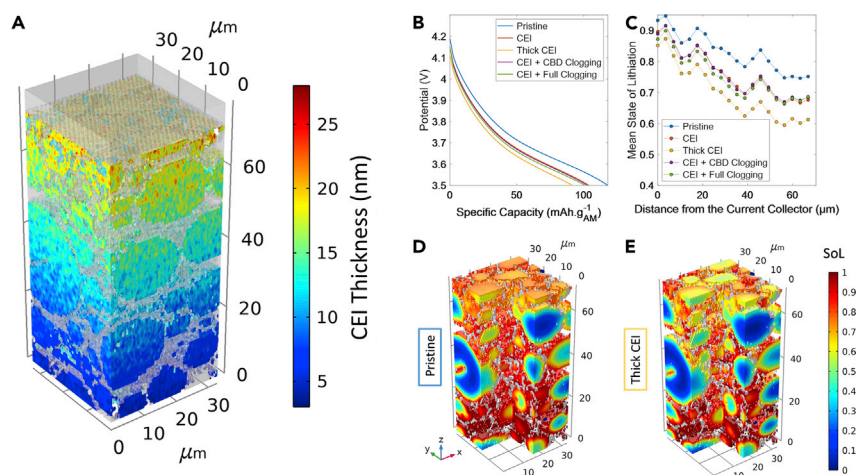 A
μm
30
20
10
0
60
40
20
0
0
10
20
30
μm
25
20
15
10
5
CEI Thickness (nm)
B
4.2
4.1
4
3.9
3.8
3.7
3.6
3.5
Potential (V)
Pristine
CEI
Thick CEI
CEI + CBD Clogging
CEI + Full Clogging
0
50
100
Specific Capacity (mAh.g⁻¹AM)
C
0.9
0.8
0.7
0.6
0.5
0.4
Mean State of Lithiation
Pristine
CEI
Thick CEI
CEI + CBD Clogging
CEI + Full Clogging
0
20
40
60
Distance from the Current Collector (μm)
D
μm
30
20
10
0
60
40
20
0
Pristine
z
y
x
10
20
30
E
μm
30
20
10
0
60
40
20
0
Thick CEI
10
20
30
SoL
1
0.9
0.8
0.7
0.6
0.5
0.4
0.3
0.2
0.1
0